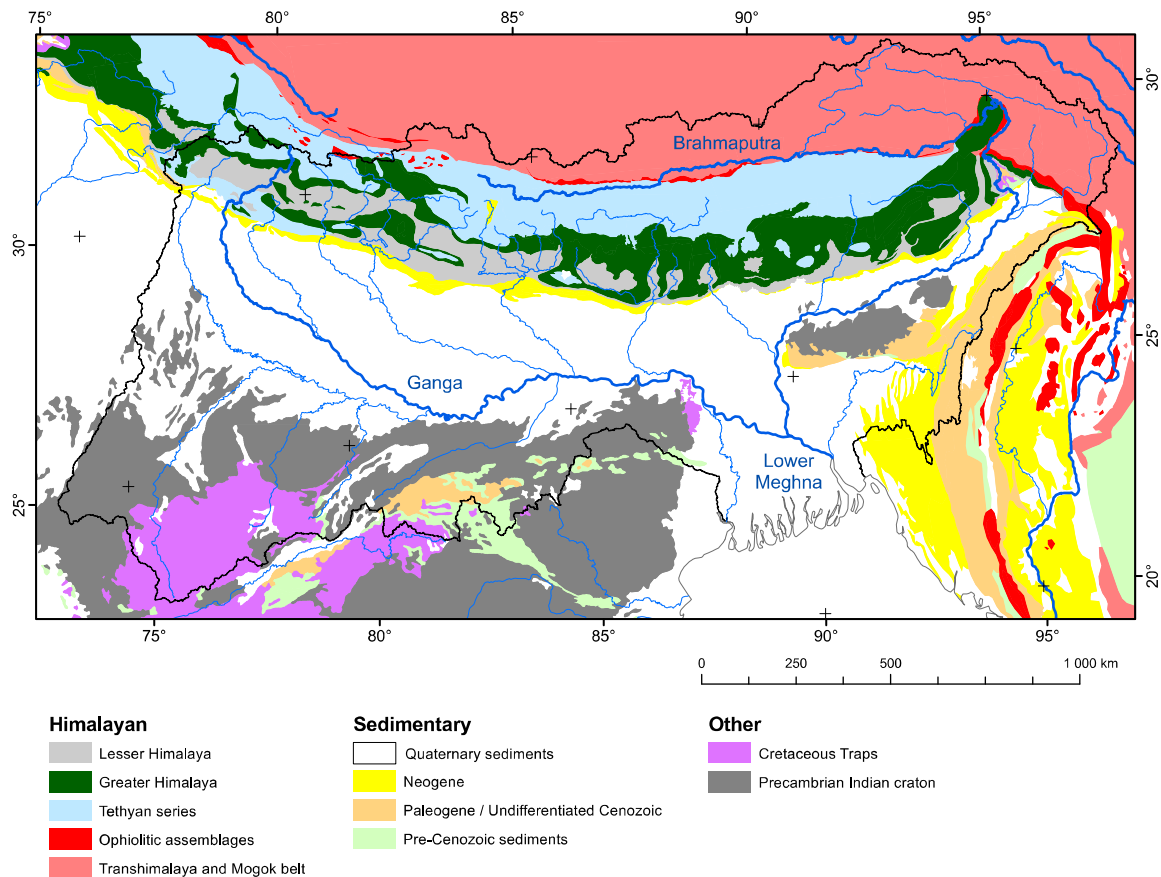 75° 80° 85° 90° 95°
30°
Brahmaputra
30°
25°
Ganga
Lower
Meghna
25°
20°
75° 80° 85° 90° 95°
0 250 500 1 000 km
Himalayan
Lesser Himalaya
Greater Himalaya
Tethyan series
Ophiolitic assemblages
Transhimalaya and Mogok belt
Sedimentary
Quaternary sediments
Neogene
Paleogene / Undifferentiated Cenozoic
Pre-Cenozoic sediments
Other
Cretaceous Traps
Precambrian Indian craton